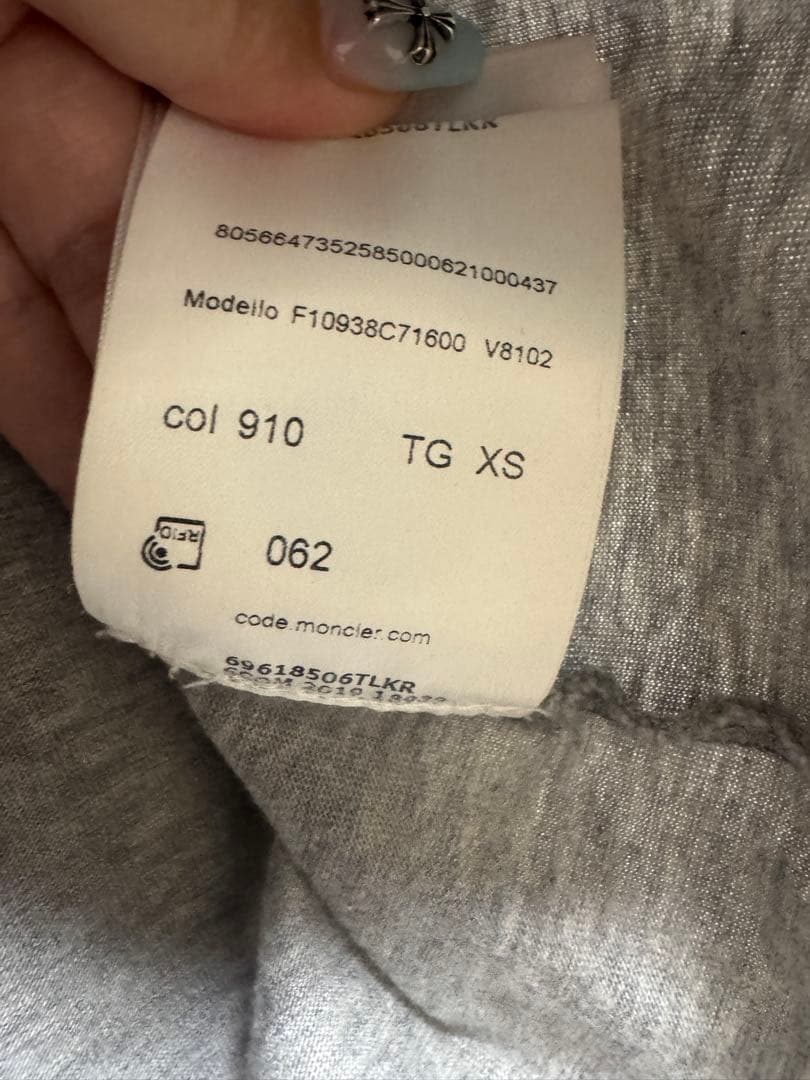 8056647352585000621000437
Modello F10938C71600 V8102
col 910 TG XS
RFID
062
code.moncler.com
69618506TLKR